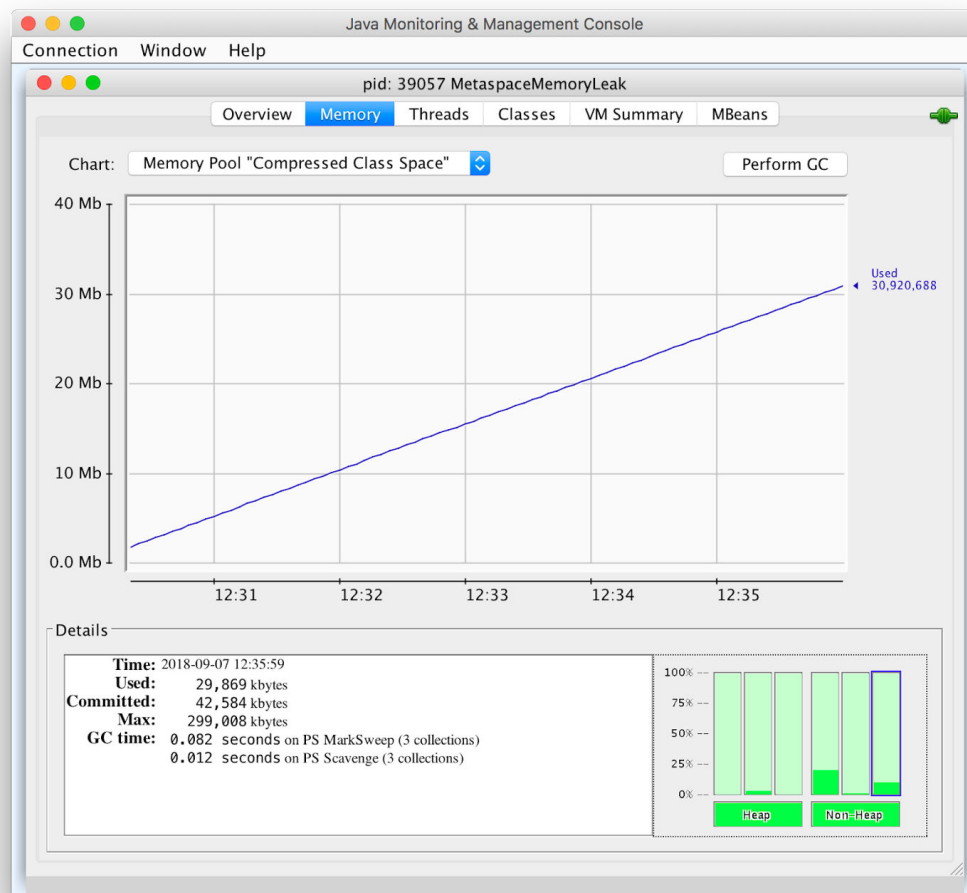 Java Monitoring & Management Console
Connection Window Help
pid: 39057 MetaspaceMemoryLeak
Overview Memory Threads Classes VM Summary MBeans
Chart: Memory Pool "Compressed Class Space" Perform GC
40 Mb
30 Mb
20 Mb
10 Mb
0.0 Mb
Used
30,920,688
12:31 12:32 12:33 12:34 12:35
Details
Time: 2018-09-07 12:35:59
Used: 29,869 kbytes
Committed: 42,584 kbytes
Max: 299,008 kbytes
GC time: 0.082 seconds on PS MarkSweep (3 collections)
0.012 seconds on PS Scavenge (3 collections)
100% --
75% --
50% --
25% --
0% --
Heap Non-Heap